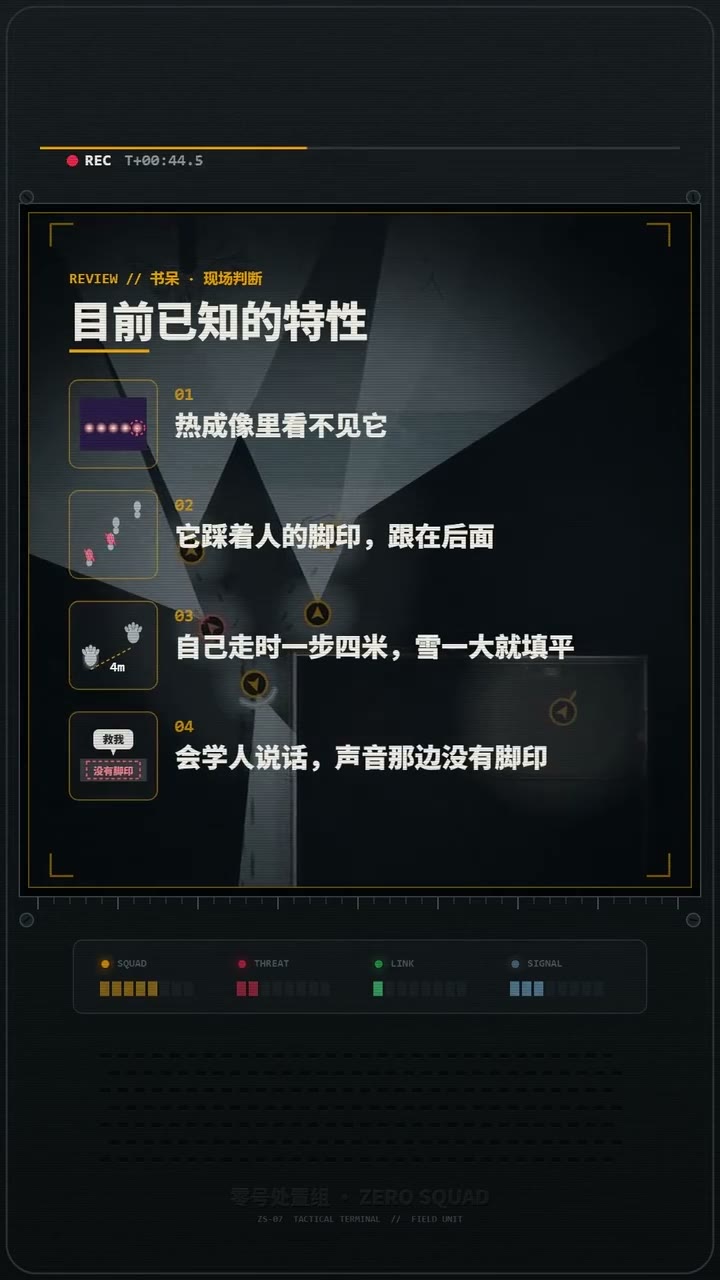 REC T+00:44.5
REVIEW // 书呆 · 现场判断
目前已知的特性
01
热成像里看不见它
02
它踩着人的脚印，跟在后面
03
自己走时一步四米，雪一大就填平
4m
04
会学人说话，声音那边没有脚印
救我
没有脚印
SQUAD THREAT LINK SIGNAL
零号处置组 · ZERO SQUAD
ZS-07 TACTICAL TERMINAL // FIELD UNIT